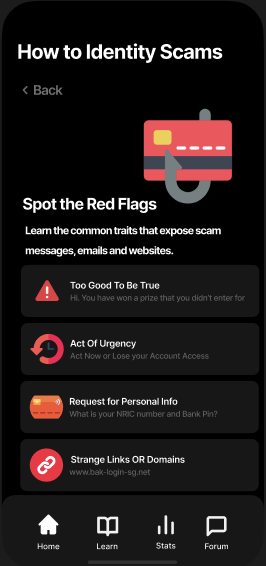 How to Identity Scams
Back
Spot the Red Flags
Learn the common traits that expose scam
messages, emails and websites.
Too Good To Be True
Hi. You have won a prize that you didn't enter for
Act Of Urgency
Act Now or Lose your Account Access
Request for Personal Info
What is your NRIC number and Bank Pin?
Strange Links OR Domains
www.bak-login-sg.net
Home
Learn
Stats
Forum